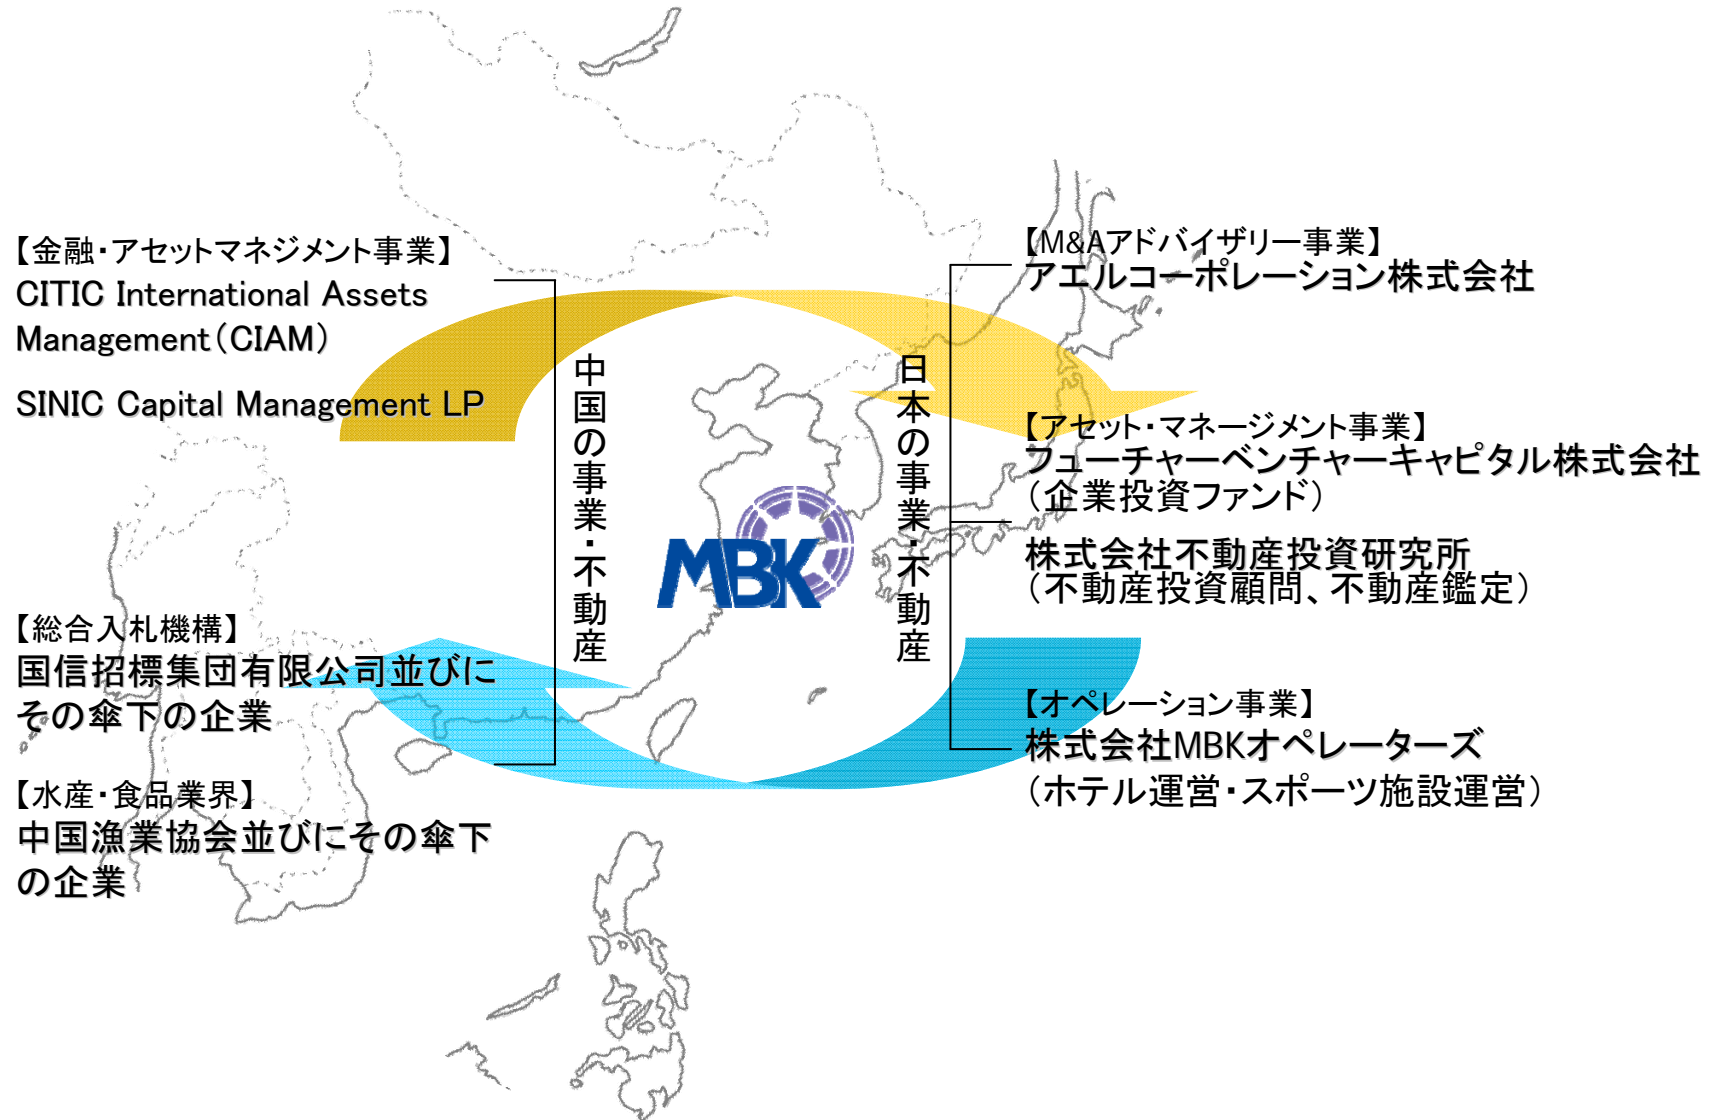 【金融・アセットマネジメント事業】
CITIC International Assets
Management(CIAM)
SINIC Capital Management LP
【総合入札機構】
国信招標集団有限公司並びに
その傘下の企業
【水産・食品業界】
中国漁業協会並びにその傘下
の企業
中国の事業・不動産
MBK
日本の事業・不動産
【M&Aアドバイザリー事業】
アエルコーポレーション株式会社
【アセット・マネージメント事業】
フューチャーベンチャーキャピタル株式会社
（企業投資ファンド）
株式会社不動産投資研究所
（不動産投資顧問、不動産鑑定）
【オペレーション事業】
株式会社MBKオペレーターズ
（ホテル運営・スポーツ施設運営）